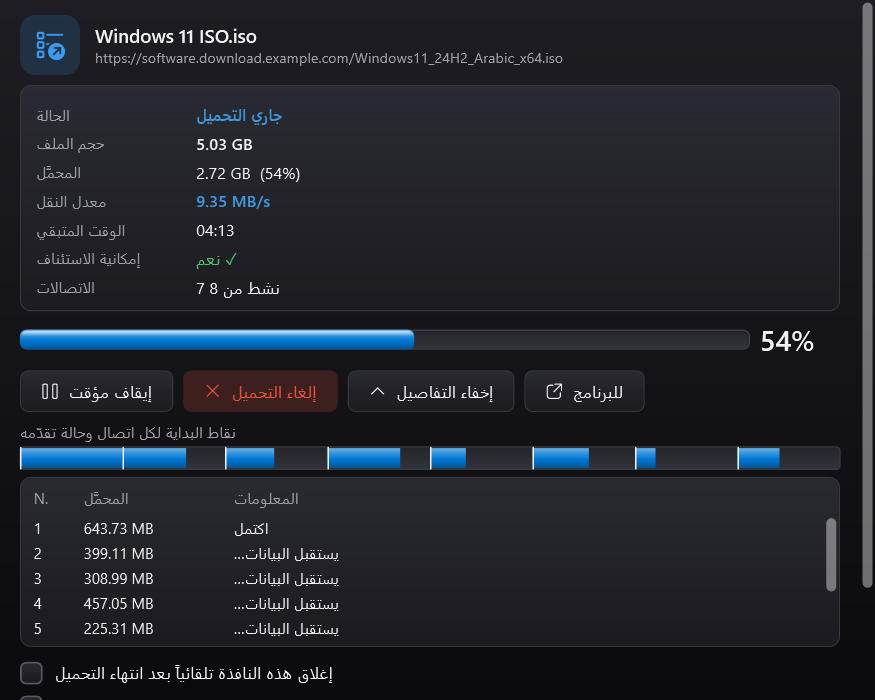 Windows 11 ISO.iso
https://software.download.example.com/Windows11_24H2_Arabic_x64.iso
الحالة جاري التحميل
حجم الملف 5.03 GB
المحمَّل 2.72 GB (54%)
معدل النقل 9.35 MB/s
الوقت المتبقي 04:13
إمكانية الاستئناف نعم ✓
الاتصالات 7 نشط من 8
54%
إيقاف مؤقت إلغاء التحميل إخفاء التفاصيل للبرنامج
نقاط البداية لكل اتصال وحالة تقدّمه
N. المحمَّل المعلومات
1 643.73 MB اكتمل
2 399.11 MB يستقبل البيانات...
3 308.99 MB يستقبل البيانات...
4 457.05 MB يستقبل البيانات...
5 225.31 MB يستقبل البيانات...
إغلاق هذه النافذة تلقائياً بعد انتهاء التحميل